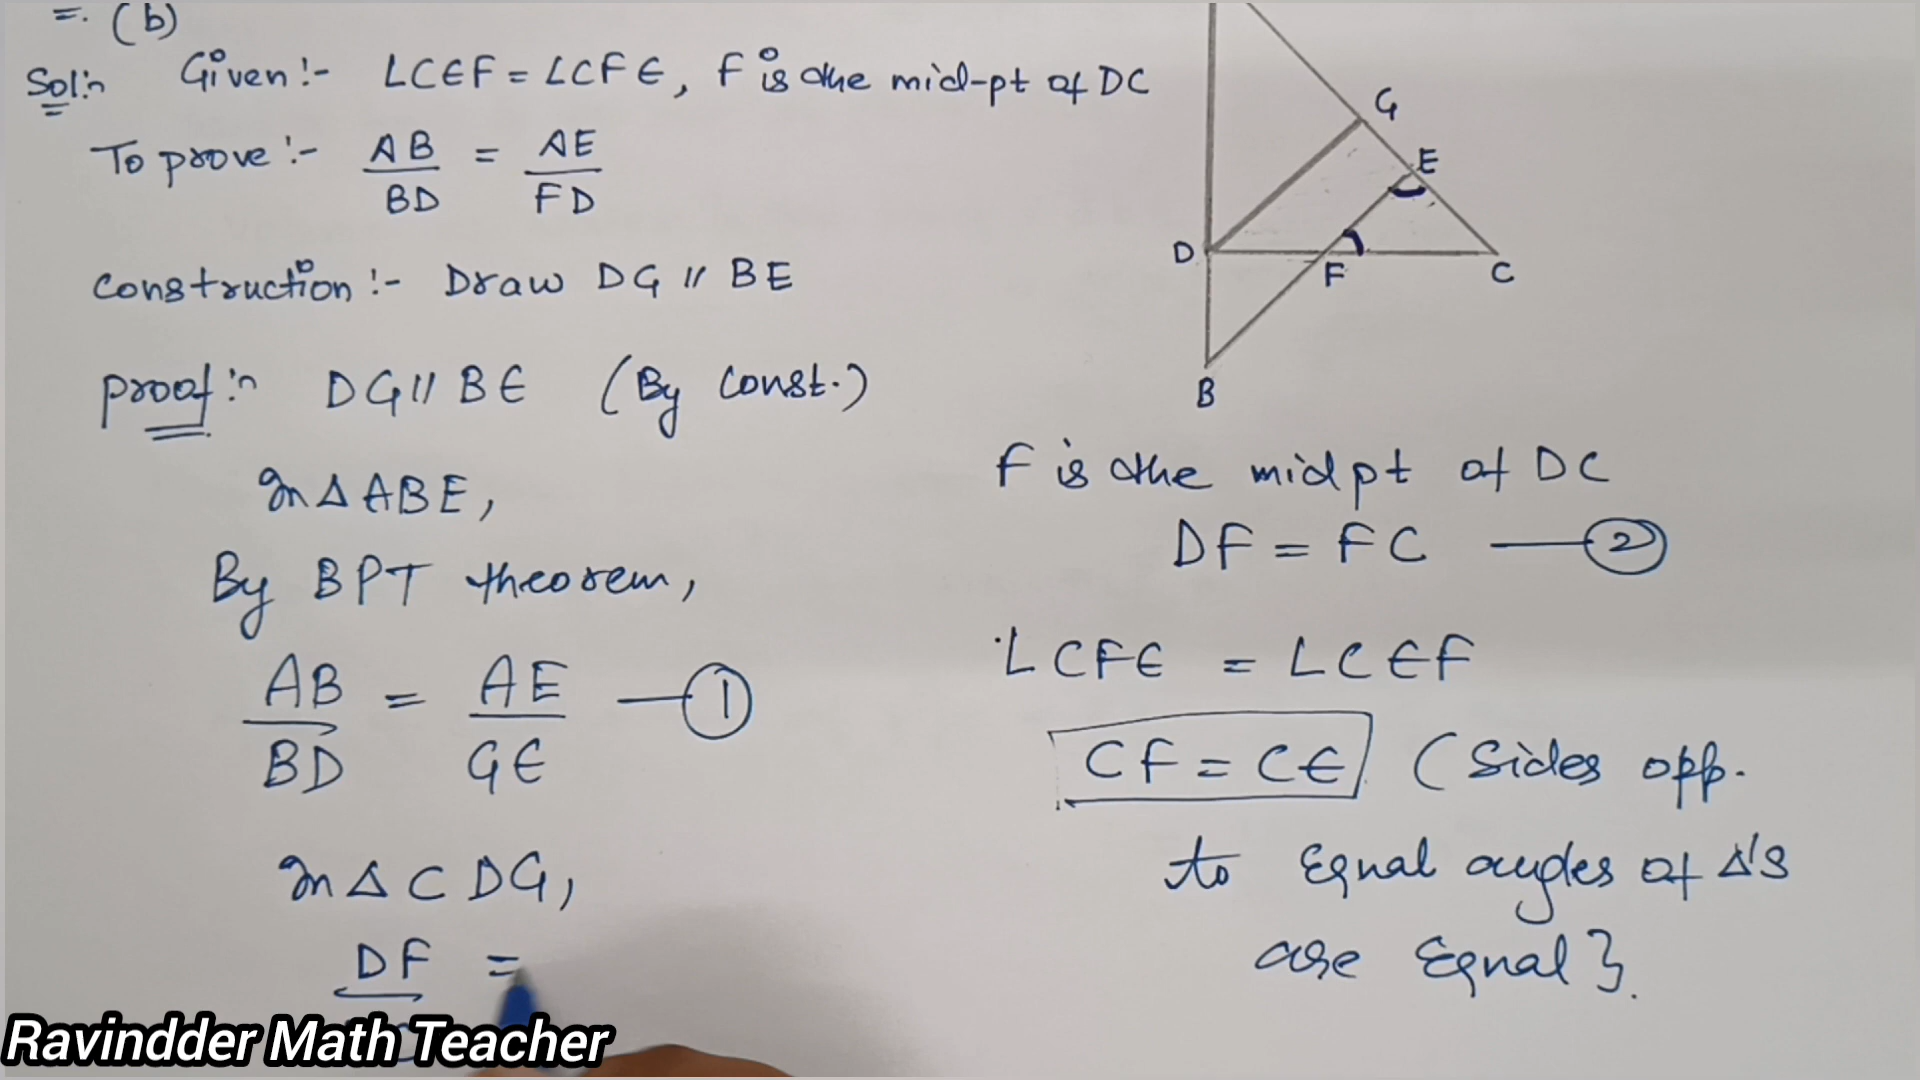 =. (b)
Sol:n Given :- ∠CEF = ∠CFE, F is the mid-pt of DC
To prove :- AB/BD = AE/FD
Construction :- Draw DG || BE
Proof :n DG || BE (By Const.)
In Δ ABE,
By BPT theorem,
AB/BD = AE/GE — ①
In Δ CDG,
DF =
G
E
D
F
C
B
F is the mid pt of DC
DF = FC — ②
∠CFE = ∠CEF
CF = CE (Sides opp.
to Equal angles of Δ's
are Equal}.
Ravindder Math Teacher